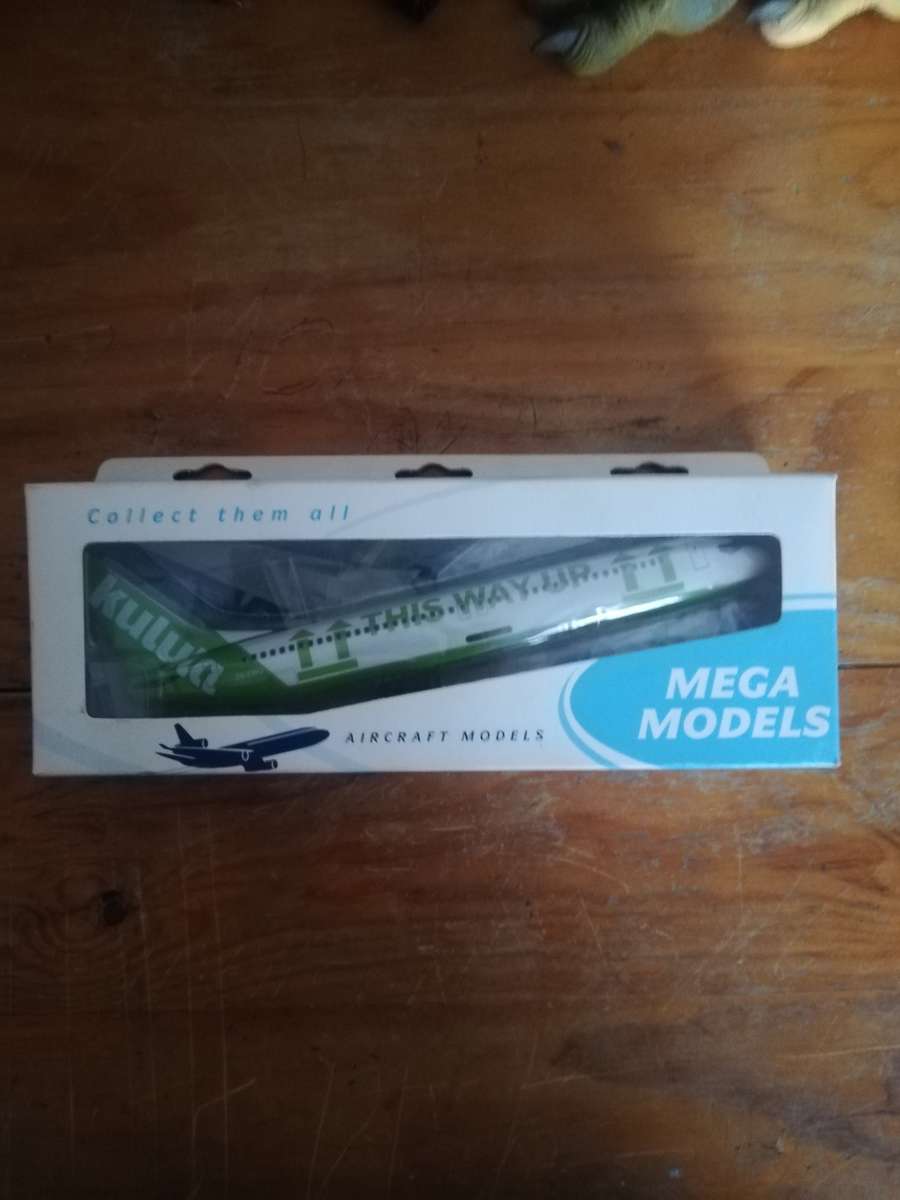 Collect them all
kulula
THIS WAY UP
AIRCRAFT MODELS
MEGA
MODELS